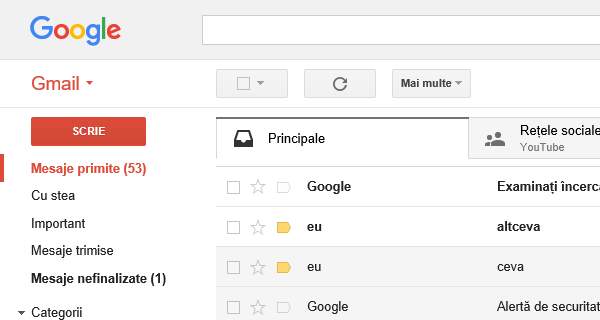 Google
Gmail
Mai multe
SCRIE
Principale
Rețele sociale
YouTube
Mesaje primite (53)
Google Examinați încerca
Cu stea
eu altceva
Important
Mesaje trimise
eu ceva
Mesaje nefinalizate (1)
Categorii
Google Alertă de securitat